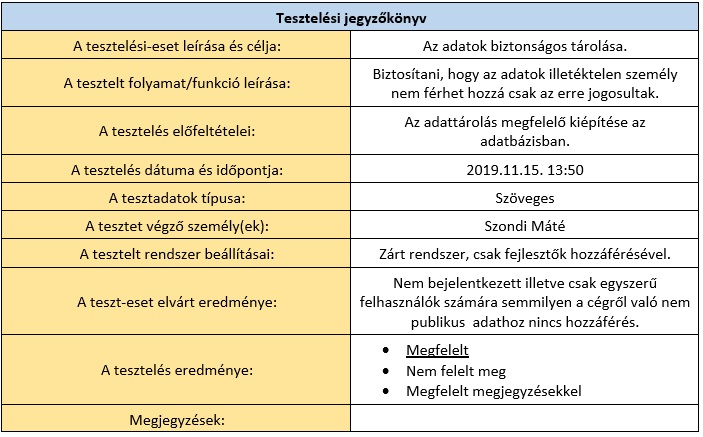 Tesztelési jegyzőkönyv
A tesztelési-eset leírása és célja:
Az adatok biztonságos tárolása.
A tesztelt folyamat/funkció leírása:
Biztosítani, hogy az adatok illetéktelen személy
nem férhet hozzá csak az erre jogosultak.
A tesztelés előfeltételei:
Az adattárolás megfelelő kiépítése az
adatbázisban.
A tesztelés dátuma és időpontja:
2019.11.15. 13:50
A tesztadatok típusa:
Szöveges
A tesztet végző személy(ek):
Szondi Máté
A tesztelt rendszer beállításai:
Zárt rendszer, csak fejlesztők hozzáférésével.
A teszt-eset elvárt eredménye:
Nem bejelentkezett illetve csak egyszerű
felhasználók számára semmilyen a cégről való nem
publikus adathoz nincs hozzáférés.
A tesztelés eredménye:
• Megfelelt
• Nem felelt meg
• Megfelelt megjegyzésekkel
Megjegyzések: